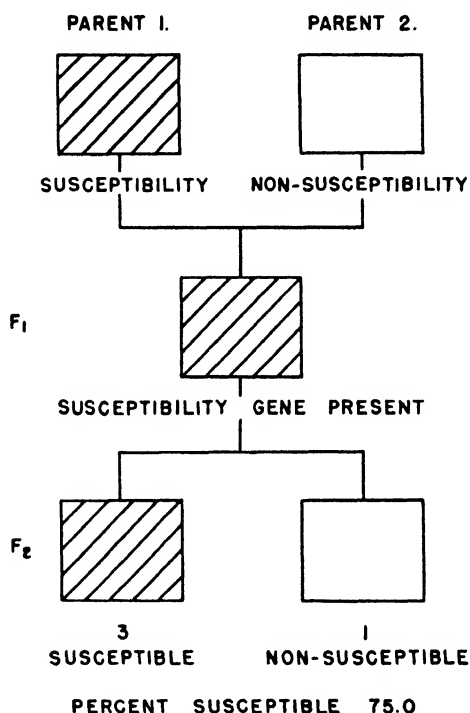 PARENT 1. PARENT 2.
SUSCEPTIBILITY NON-SUSCEPTIBILITY
F1
SUSCEPTIBILITY GENE PRESENT
F2
3 1
SUSCEPTIBLE NON-SUSCEPTIBLE
PERCENT SUSCEPTIBLE 75.0